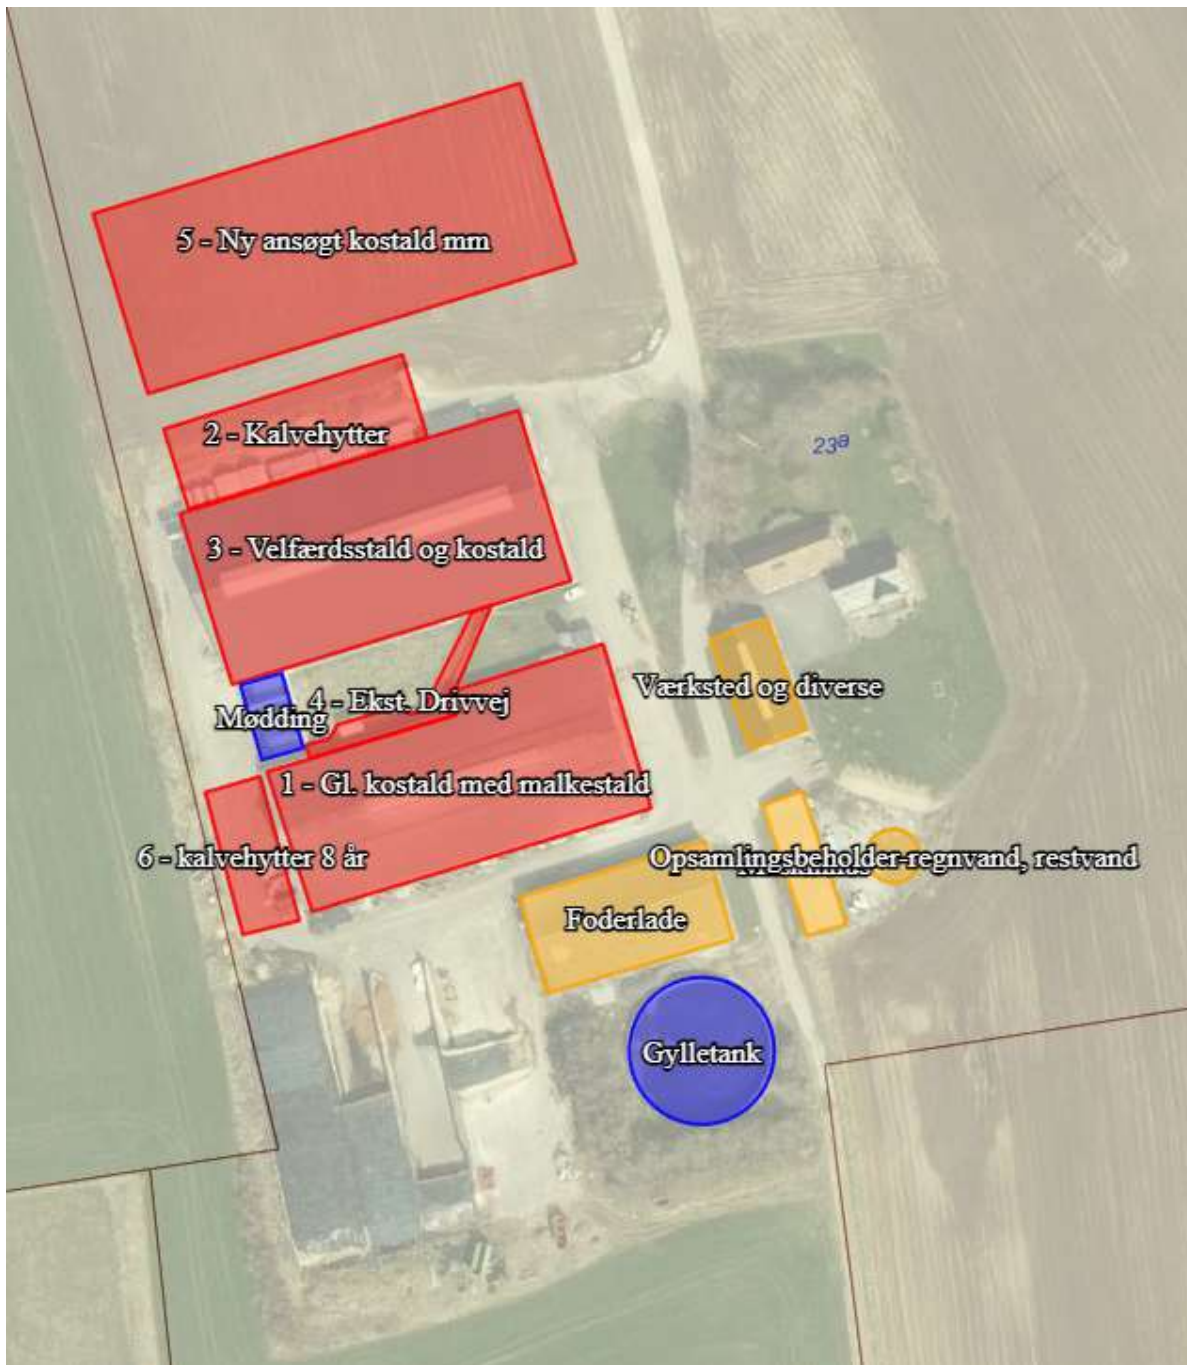 5 - Ny ansøgt kostald mm
2 - Kalvehytter
23a
3 - Velfærdsstald og kostald
Værksted og diverse
4 - Ekst. Drivvej
Mødding
1 - Gl. kostald med malkestald
6 - kalvehytter 8 år
Opsamlingsbeholder-regnvand, restvand
Foderlade
Gylletank